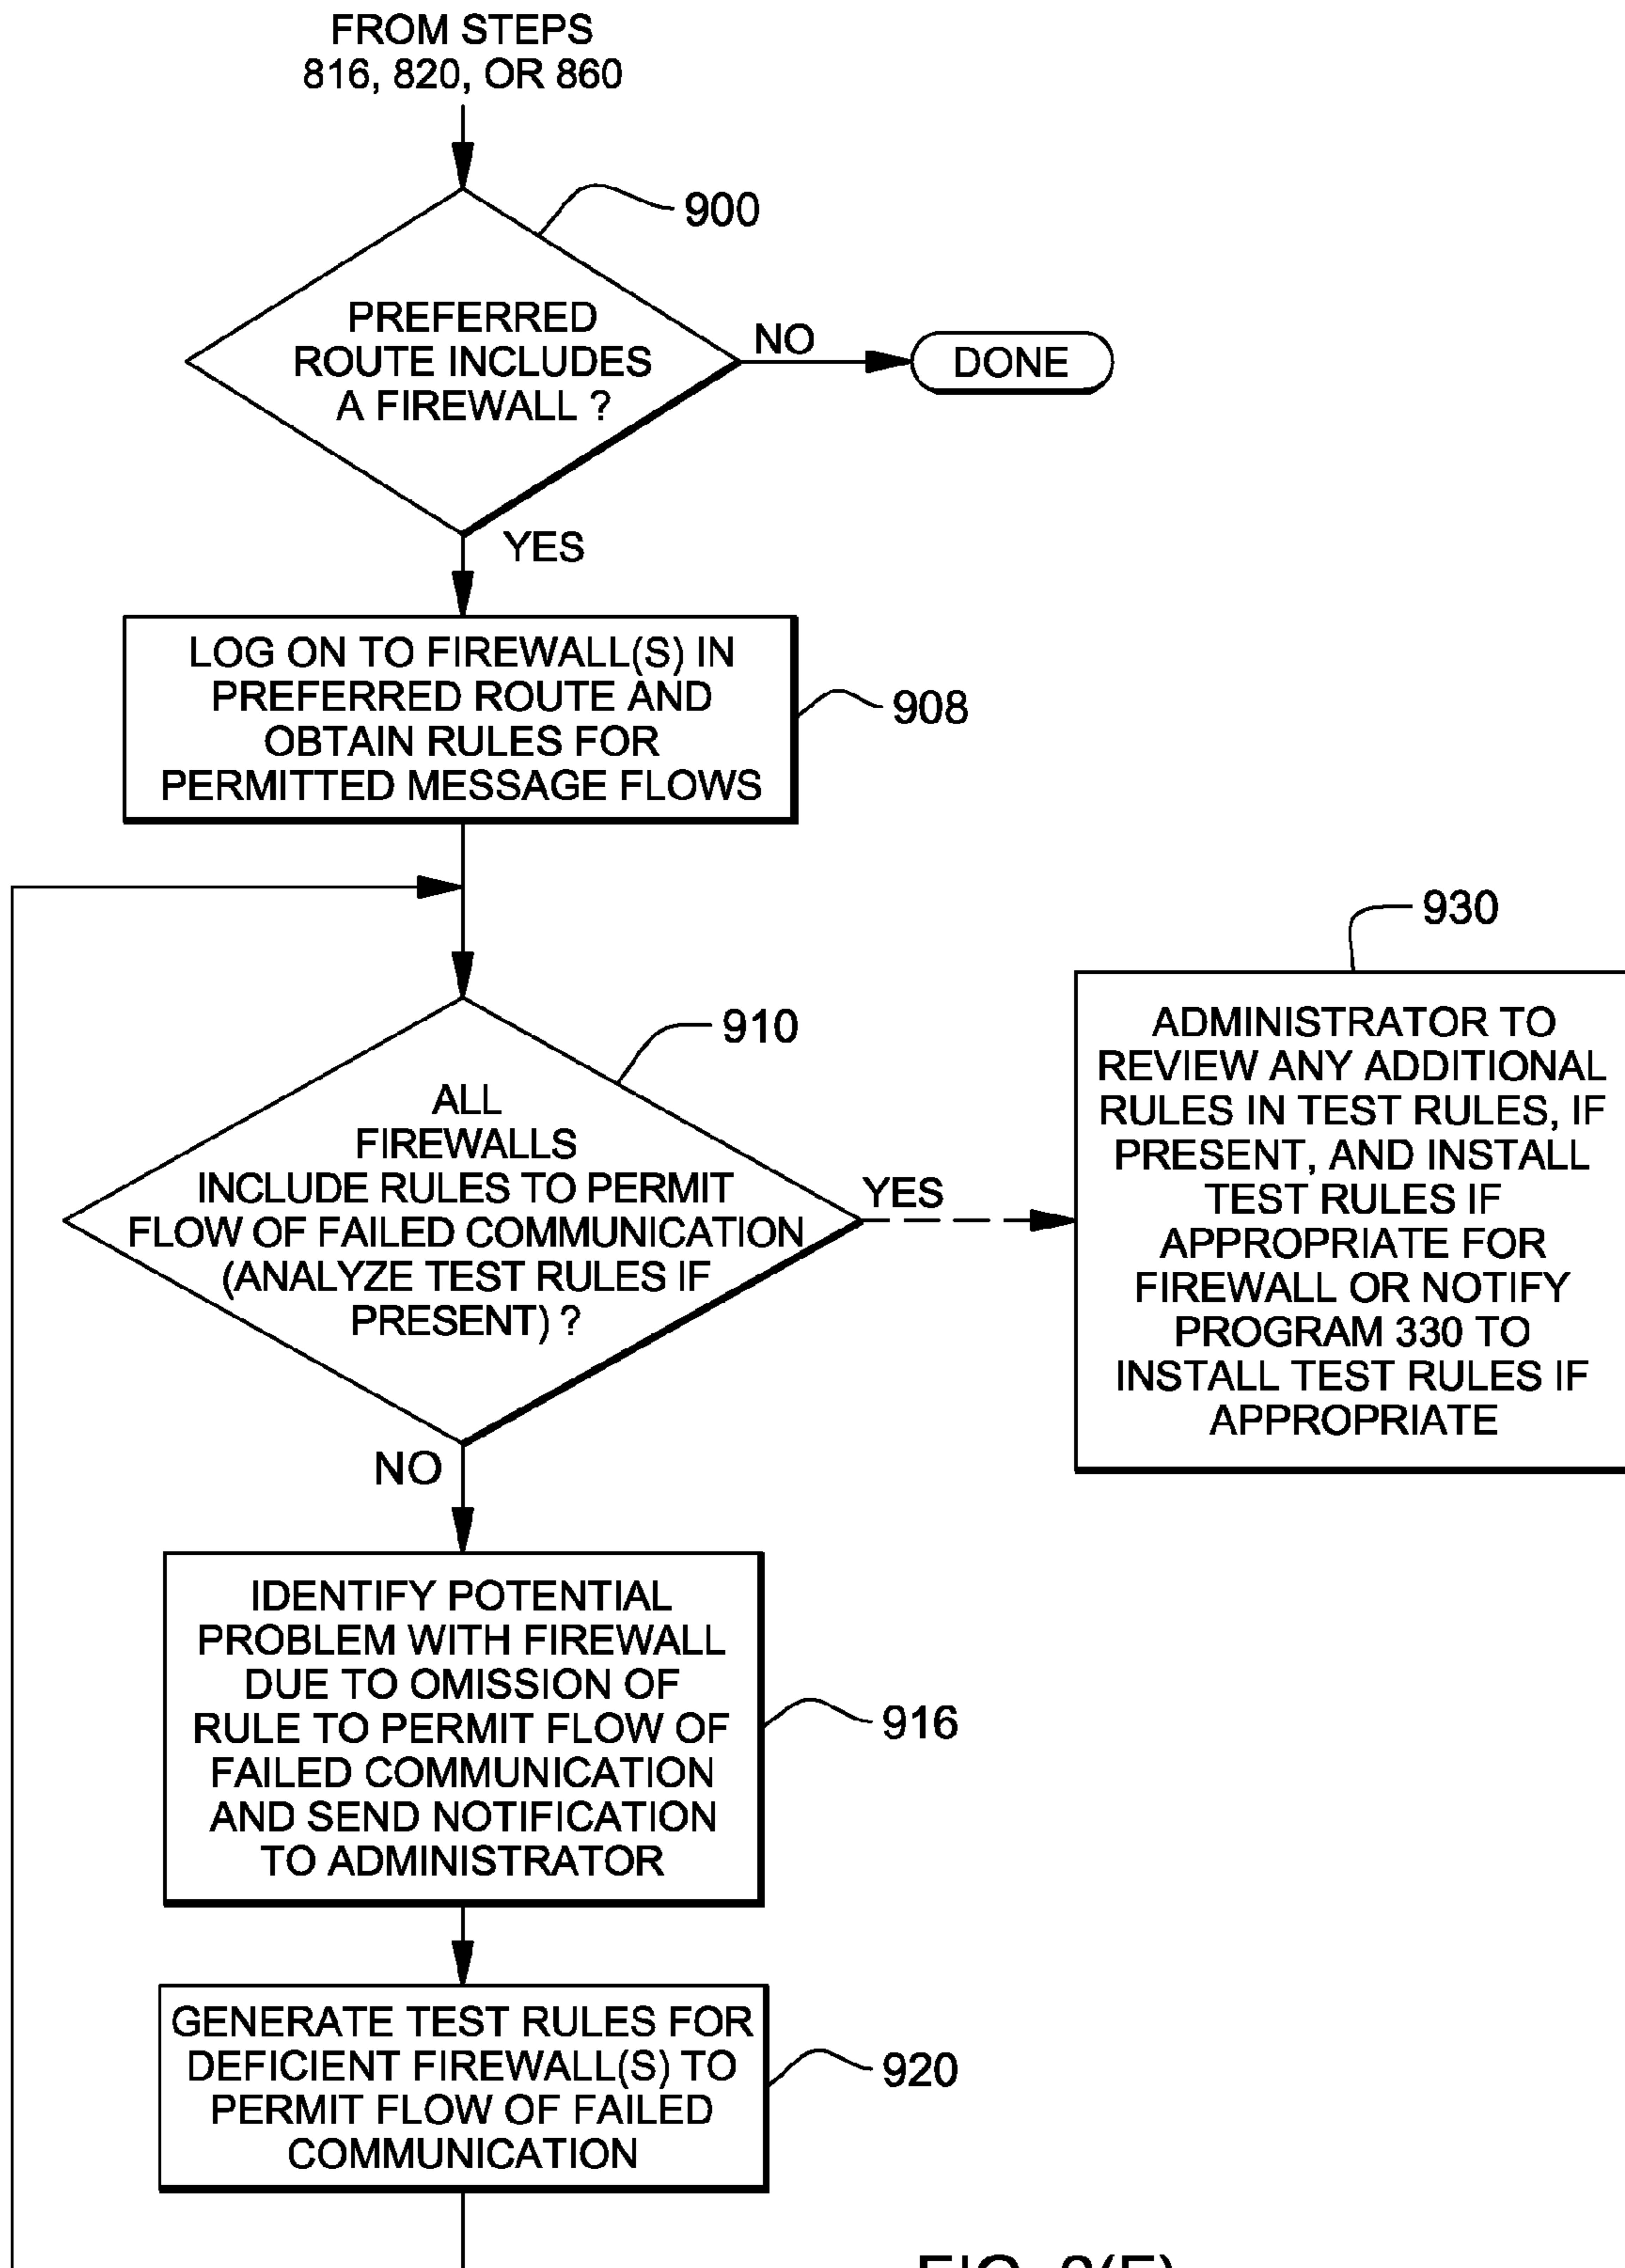 FROM STEPS
816, 820, OR 860
900
PREFERRED
ROUTE INCLUDES
A FIREWALL ?
NO
DONE
YES
LOG ON TO FIREWALL(S) IN
PREFERRED ROUTE AND
OBTAIN RULES FOR
PERMITTED MESSAGE FLOWS
908
910
ALL
FIREWALLS
INCLUDE RULES TO PERMIT
FLOW OF FAILED COMMUNICATION
(ANALYZE TEST RULES IF
PRESENT) ?
YES
930
ADMINISTRATOR TO
REVIEW ANY ADDITIONAL
RULES IN TEST RULES, IF
PRESENT, AND INSTALL
TEST RULES IF
APPROPRIATE FOR
FIREWALL OR NOTIFY
PROGRAM 330 TO
INSTALL TEST RULES IF
APPROPRIATE
NO
IDENTIFY POTENTIAL
PROBLEM WITH FIREWALL
DUE TO OMISSION OF
RULE TO PERMIT FLOW OF
FAILED COMMUNICATION
AND SEND NOTIFICATION
TO ADMINISTRATOR
916
GENERATE TEST RULES FOR
DEFICIENT FIREWALL(S) TO
PERMIT FLOW OF FAILED
COMMUNICATION
920
FIG.